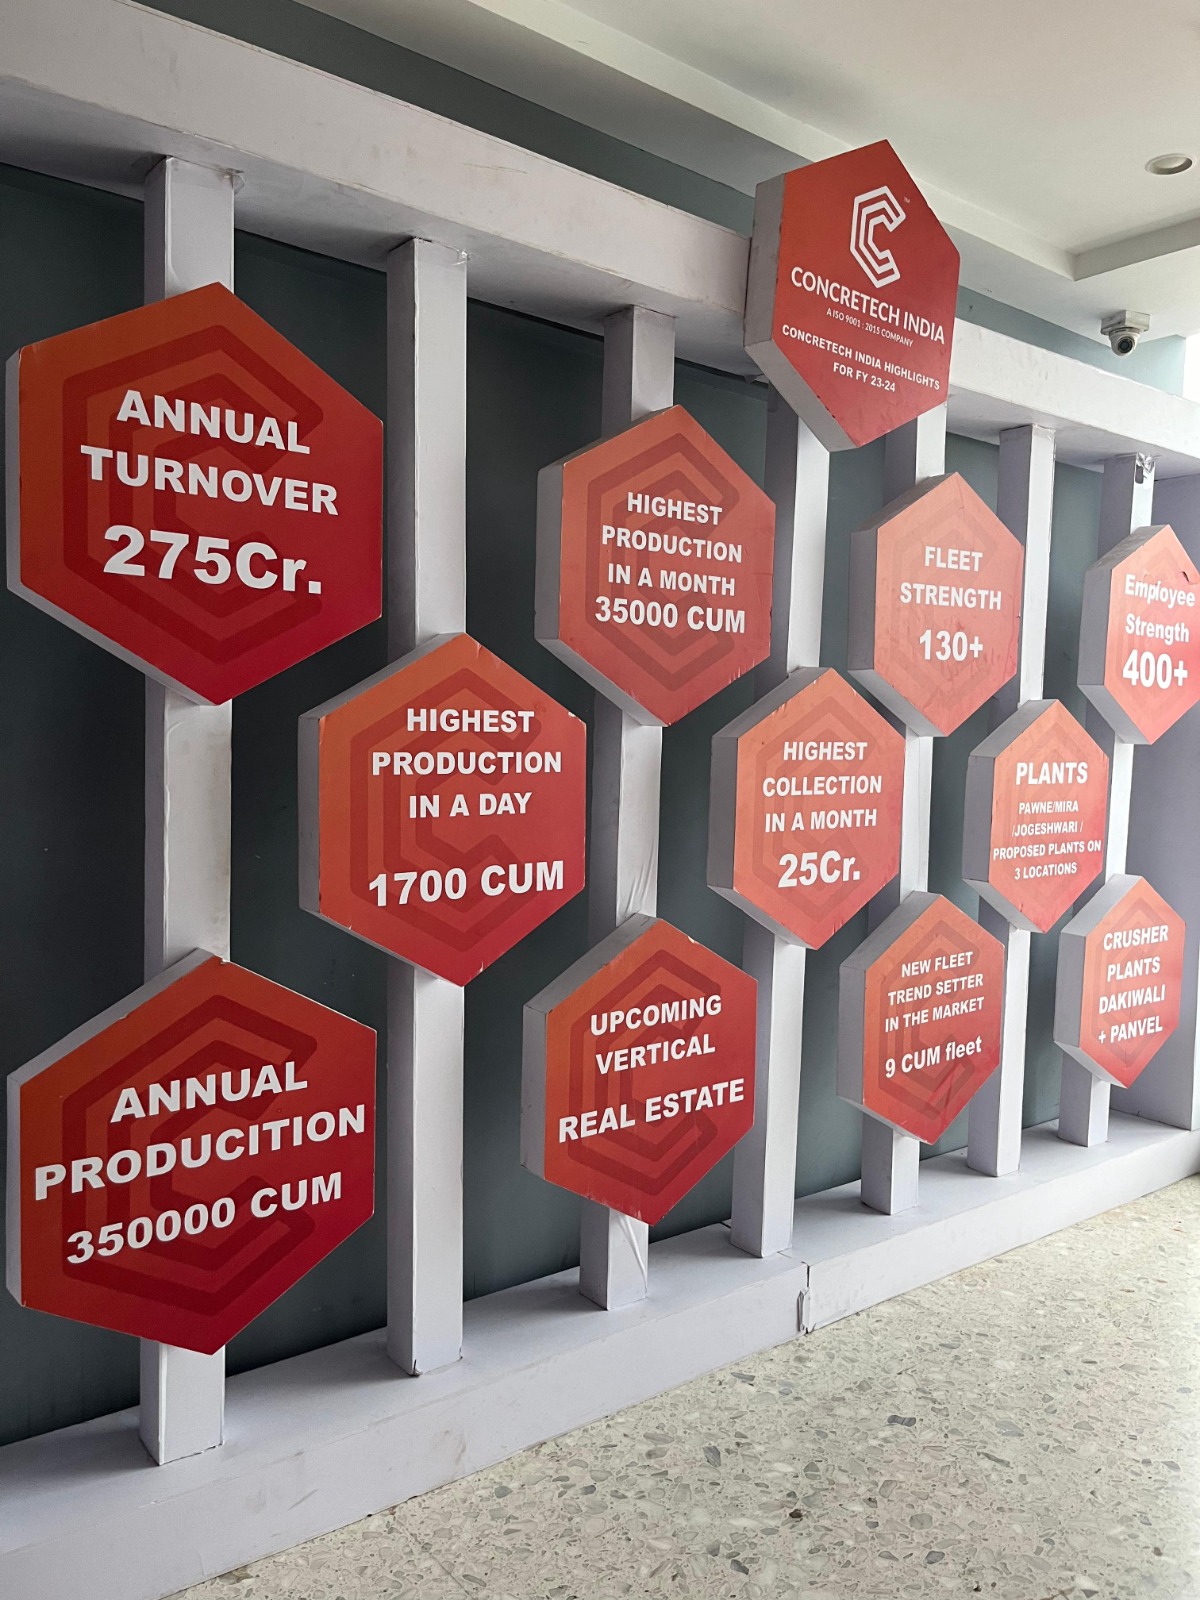 CONCRETECH INDIA
A ISO 9001 : 2015 COMPANY
CONCRETECH INDIA HIGHLIGHTS
FOR FY 23-24
ANNUAL
TURNOVER
275Cr.
HIGHEST
PRODUCTION
IN A MONTH
35000 CUM
FLEET
STRENGTH
130+
Employee
Strength
400+
HIGHEST
PRODUCTION
IN A DAY
1700 CUM
HIGHEST
COLLECTION
IN A MONTH
25Cr.
PLANTS
PAWNE/MIRA
/JOGESHWARI /
PROPOSED PLANTS ON
3 LOCATIONS
ANNUAL
PRODUCITION
350000 CUM
UPCOMING
VERTICAL
REAL ESTATE
NEW FLEET
TREND SETTER
IN THE MARKET
9 CUM fleet
CRUSHER
PLANTS
DAKIWALI
+ PANVEL